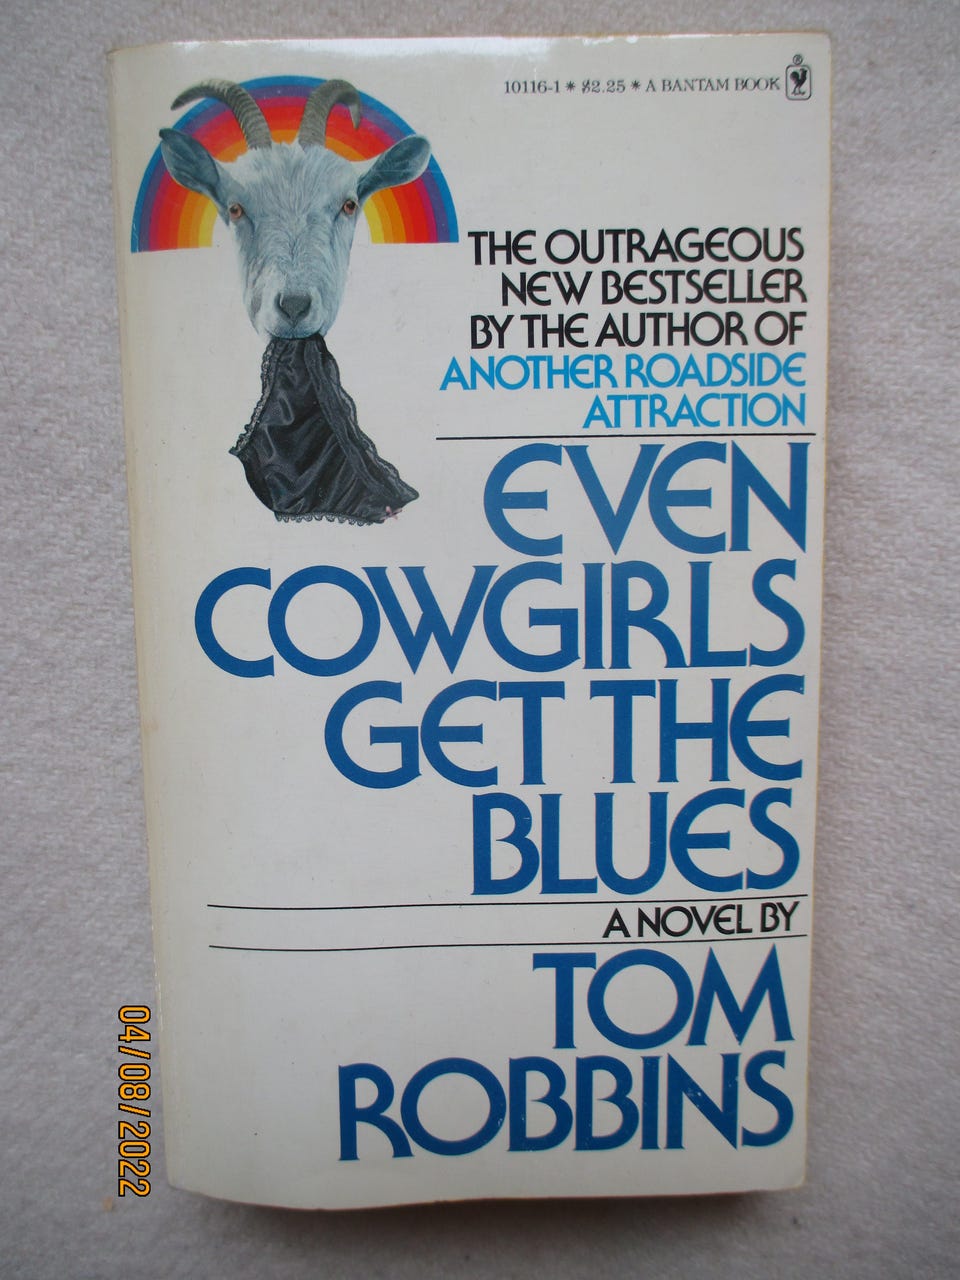 10116-1 * $2.25 * A BANTAM BOOK ®
THE OUTRAGEOUS
NEW BESTSELLER
BY THE AUTHOR OF
ANOTHER ROADSIDE
ATTRACTION
EVEN
COWGIRLS
GET THE
BLUES
A NOVEL BY
TOM
ROBBINS
04/08/2022